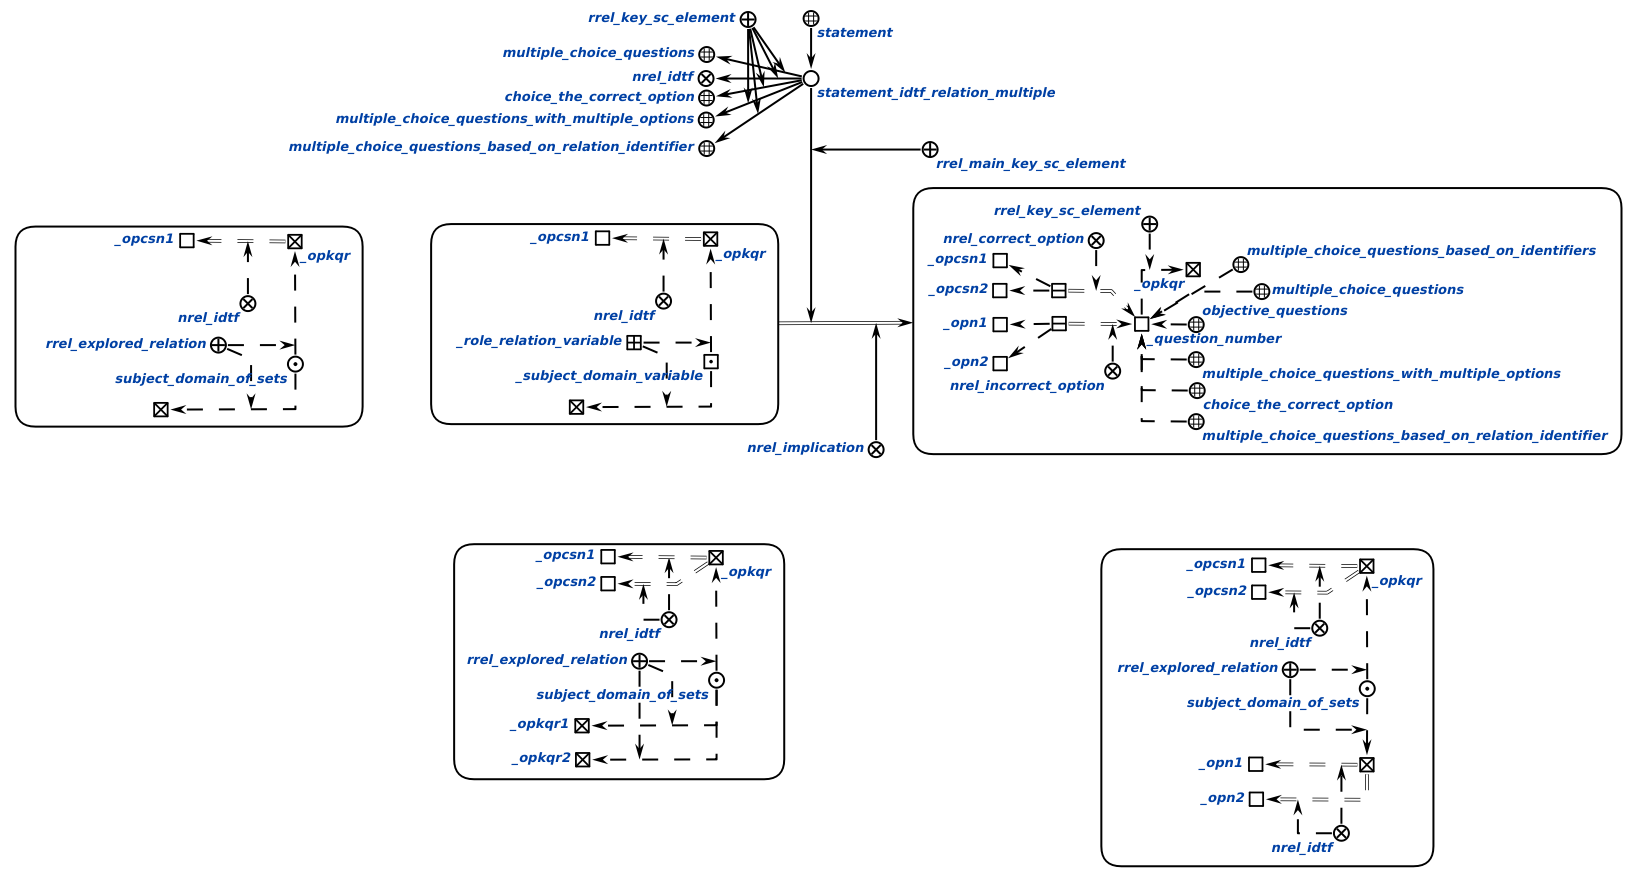 rrel_key_sc_element
statement
multiple_choice_questions
nrel_idtf
choice_the_correct_option
statement_idtf_relation_multiple
multiple_choice_questions_with_multiple_options
multiple_choice_questions_based_on_relation_identifier
rrel_main_key_sc_element
_opcsn1
_opkqr
nrel_idtf
rrel_explored_relation
subject_domain_of_sets
_opcsn1
_opkqr
nrel_idtf
_role_relation_variable
_subject_domain_variable
nrel_implication
rrel_key_sc_element
nrel_correct_option
_opcsn1
_opcsn2
_opn1
_opn2
nrel_incorrect_option
_opkqr
multiple_choice_questions_based_on_identifiers
multiple_choice_questions
objective_questions
_question_number
multiple_choice_questions_with_multiple_options
choice_the_correct_option
multiple_choice_questions_based_on_relation_identifier
_opcsn1
_opcsn2
_opkqr
nrel_idtf
rrel_explored_relation
subject_domain_of_sets
_opkqr1
_opkqr2
_opcsn1
_opcsn2
_opkqr
nrel_idtf
rrel_explored_relation
subject_domain_of_sets
_opn1
_opn2
nrel_idtf